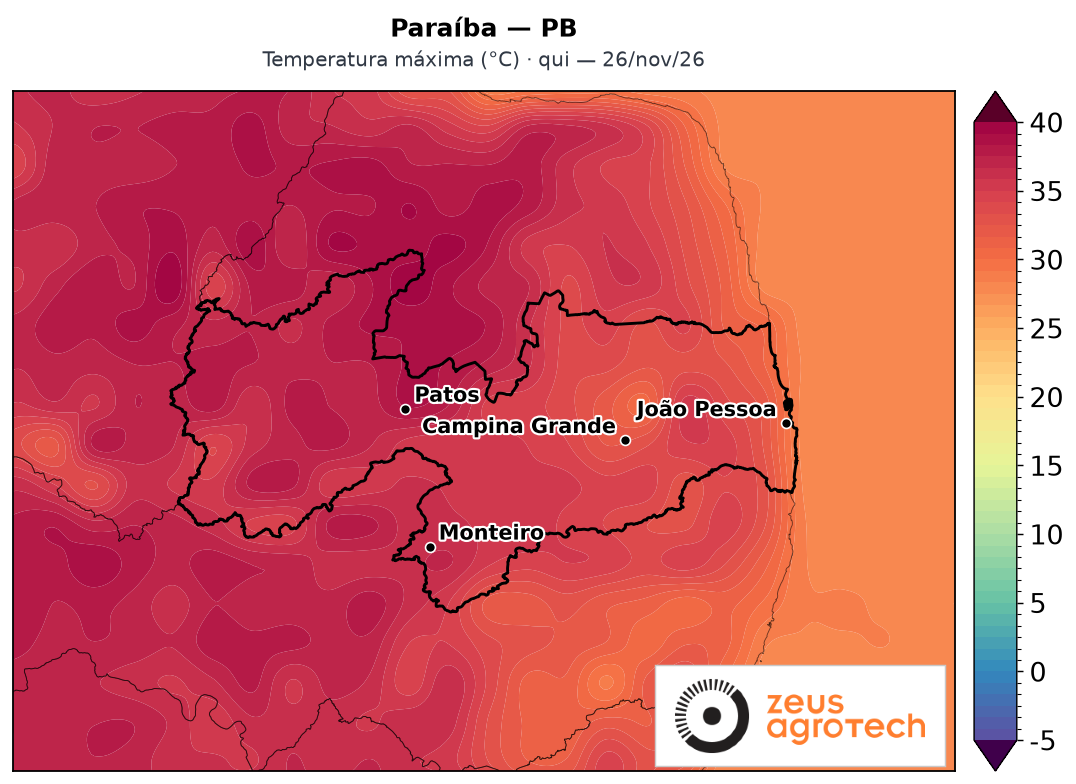 Paraíba — PB
Temperatura máxima (°C) · qui — 26/nov/26
40
35
30
25
20
15
10
5
0
-5
Patos
Campina Grande
João Pessoa
Monteiro
zeus
agrotech